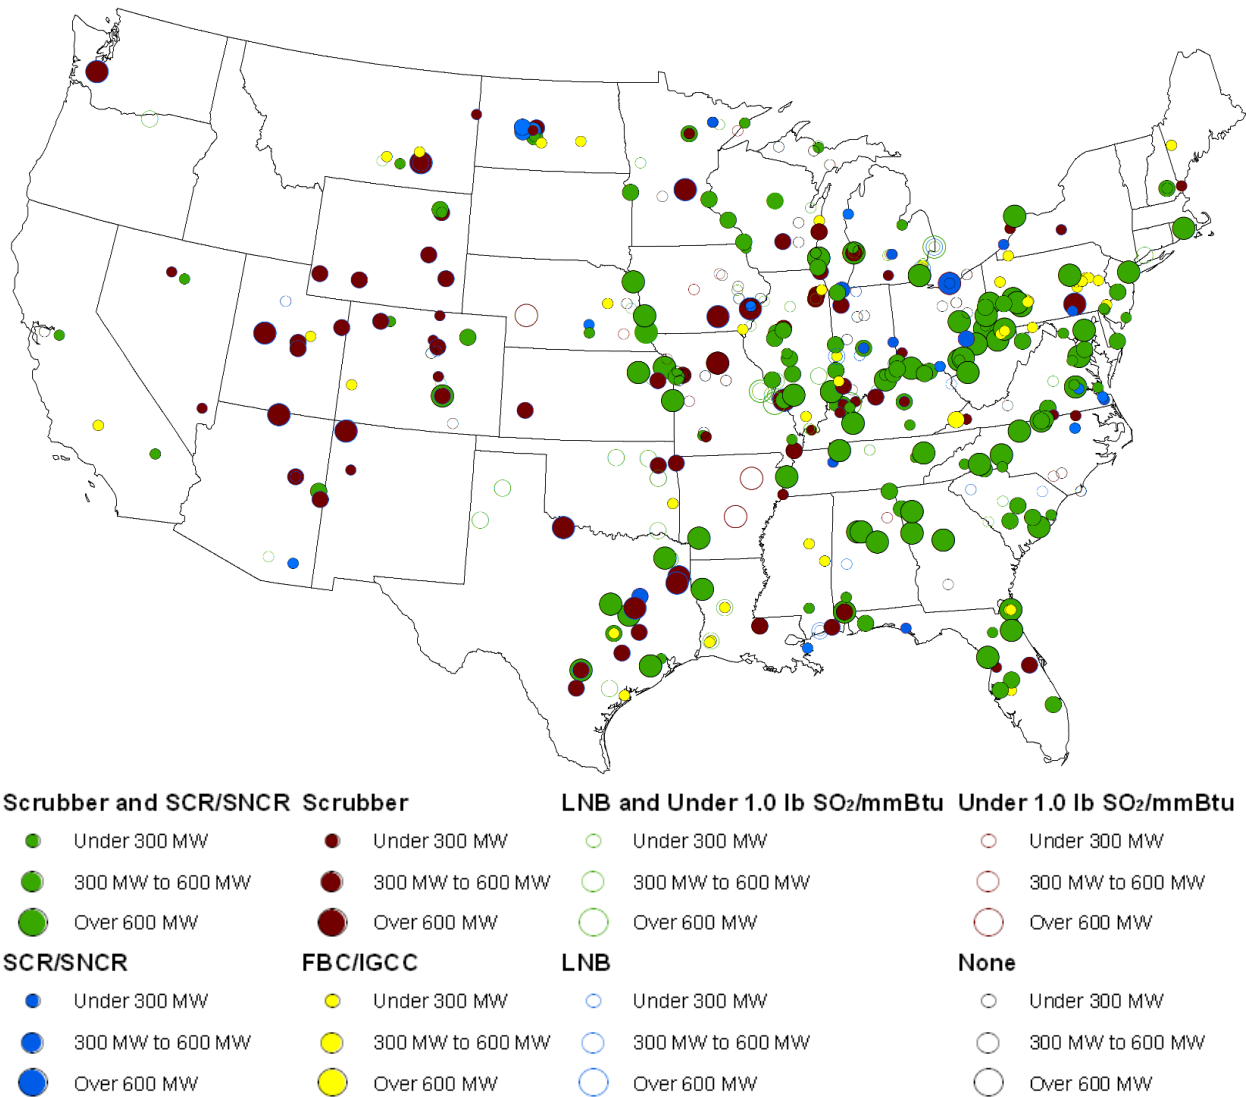 Scrubber and SCR/SNCR Scrubber LNB and Under 1.0 lb SO₂/mmBtu Under 1.0 lb SO₂/mmBtu
Under 300 MW Under 300 MW Under 300 MW Under 300 MW
300 MW to 600 MW 300 MW to 600 MW 300 MW to 600 MW 300 MW to 600 MW
Over 600 MW Over 600 MW Over 600 MW Over 600 MW
SCR/SNCR FBC/IGCC LNB None
Under 300 MW Under 300 MW Under 300 MW Under 300 MW
300 MW to 600 MW 300 MW to 600 MW 300 MW to 600 MW 300 MW to 600 MW
Over 600 MW Over 600 MW Over 600 MW Over 600 MW